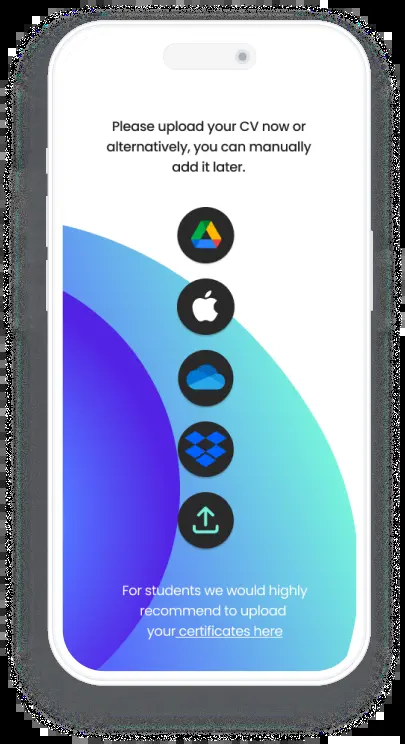 Please upload your CV now or
alternatively, you can manually
add it later.
For students we would highly
recommend to upload
your certificates here